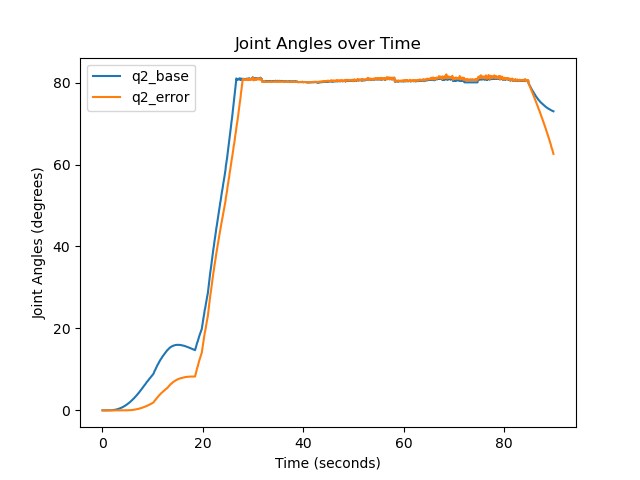 Joint Angles over Time
q2_base
q2_error
Joint Angles (degrees)
80
60
40
20
0
0 20 40 60 80
Time (seconds)